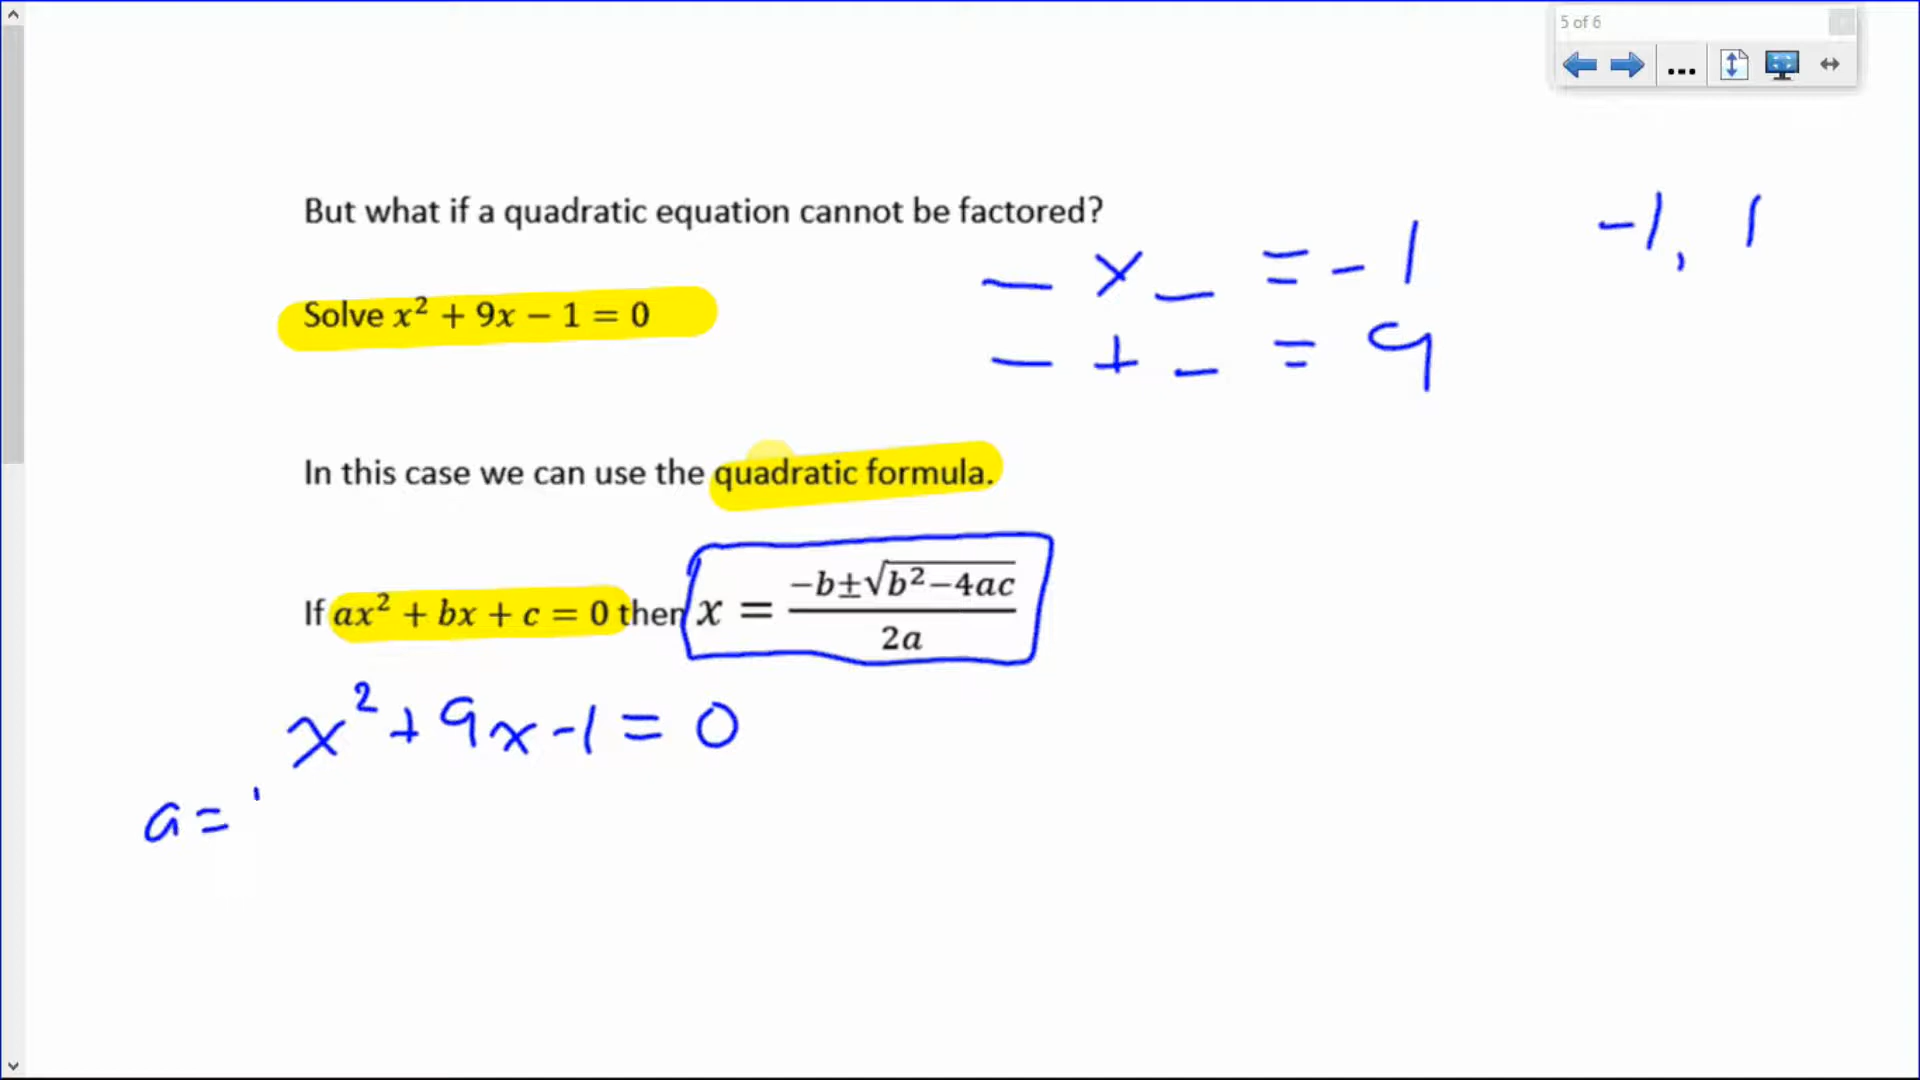 5 of 6
But what if a quadratic equation cannot be factored?
_ x _ = -1
-1, 1
Solve x² + 9x − 1 = 0
_ + _ = 9
In this case we can use the quadratic formula.
If ax² + bx + c = 0 then x = (-b±√b²−4ac)/2a
x² + 9x - 1 = 0
a = '